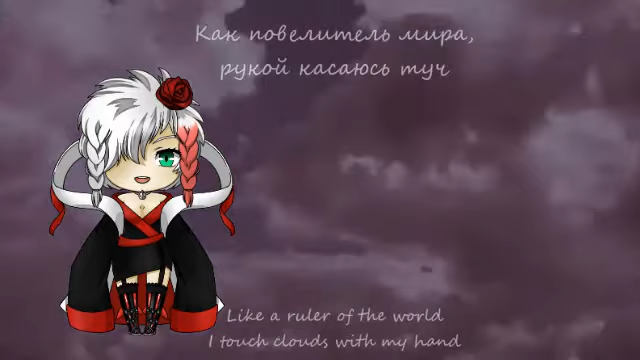 Как повелитель мира,
рукой касаюсь туч
Like a ruler of the world
I touch clouds with my hand